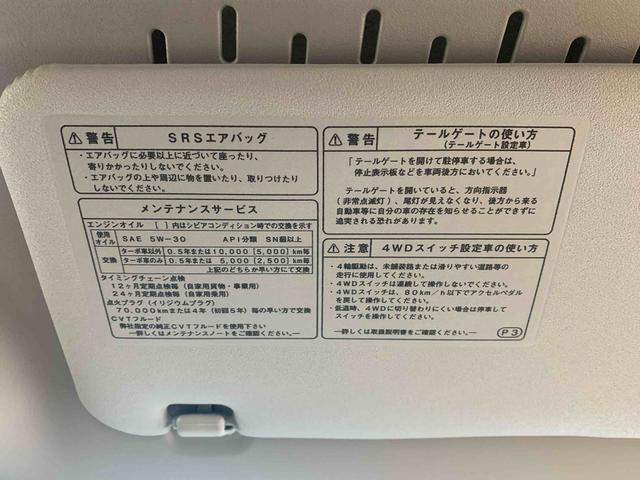 警告 SRSエアバッグ
・エアバッグに必要以上に近づいて座ったり、
寄りかかったりしないでください。
・エアバッグの上や周辺に物を置いたり、取りつけたり
しないでください。
メンテナンスサービス
エンジンオイル [ ]内はシビアコンディション時での交換を示す
使用オイル SAE 5W-30 API分類 SN級以上
交換 ターボ車以外 0.5年または10,000 [5,000] km毎
ターボ車のみ 0.5年または 5,000 [2,500] km毎
上記のどちらか早い方にて交換
タイミングチェーン点検
12ヶ月定期点検毎(自家用貨物・事業用)
24ヶ月定期点検毎(自家用乗用)
点火プラグ(イリジウムプラグ)
70,000kmまたは4年(初回5年)毎の早い方で交換
CVTフルード
弊社指定の純正CVTフルードを使用下さい
―詳しくはメンテナンスノートをご確認ください。―
警告 テールゲートの使い方
(テールゲート設定車)
「テールゲートを開けて駐停車する場合は、
停止表示板などを車両後方においてください。」
テールゲートを開いていると、方向指示器
(非常点滅灯)、尾灯が見えなくなり、後方から来る
自動車等に自分の車の存在を知らせることができずに
追突される恐れがあります。
注意 4WDスイッチ設定車の使い方
・4輪駆動は、未舗装路または滑りやすい道路等の
走行に使用してください。
・4WDスイッチは連続して操作しないでください。
・4WDスイッチは、80km/h以下でアクセルペダル
を戻して操作してください。
・低温時、4WDに切り替わりにくい場合は停車して
スイッチを操作してください。
―詳しくは取扱説明書をご確認ください。―
P3